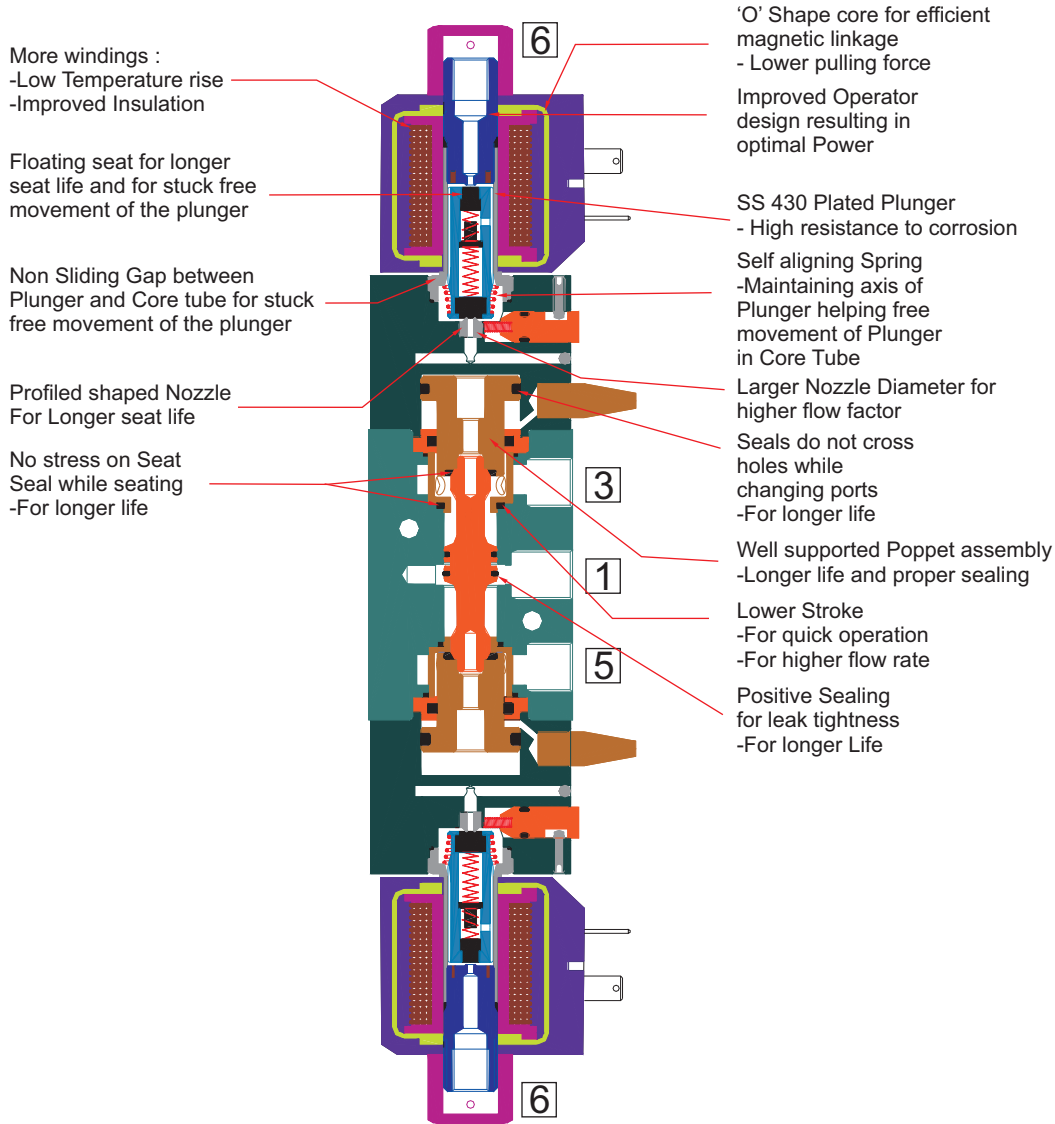 More windings :
-Low Temperature rise
-Improved Insulation
Floating seat for longer
seat life and for stuck free
movement of the plunger
Non Sliding Gap between
Plunger and Core tube for stuck
free movement of the plunger
Profiled shaped Nozzle
For Longer seat life
No stress on Seat
Seal while seating
-For longer life
6
3
1
5
6
‘O’ Shape core for efficient
magnetic linkage
- Lower pulling force
Improved Operator
design resulting in
optimal Power
SS 430 Plated Plunger
- High resistance to corrosion
Self aligning Spring
-Maintaining axis of
Plunger helping free
movement of Plunger
in Core Tube
Larger Nozzle Diameter for
higher flow factor
Seals do not cross
holes while
changing ports
-For longer life
Well supported Poppet assembly
-Longer life and proper sealing
Lower Stroke
-For quick operation
-For higher flow rate
Positive Sealing
for leak tightness
-For longer Life